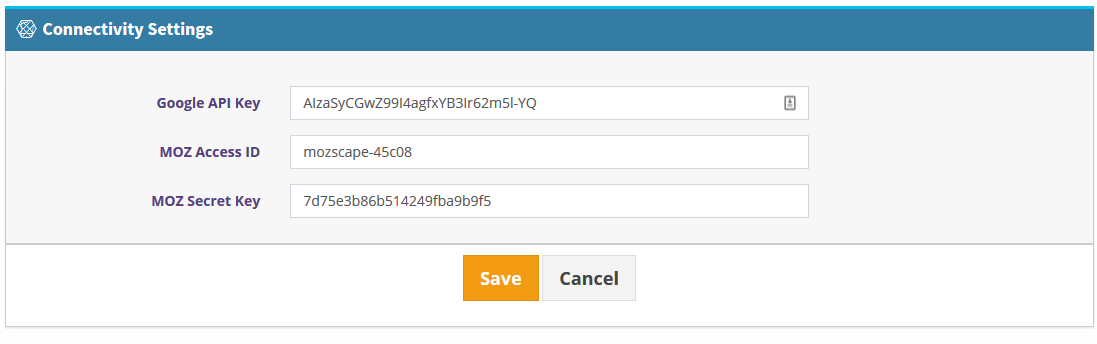 Connectivity Settings
Google API Key AIzaSyCGwZ99I4agfxYB3Ir62m5l-YQ
MOZ Access ID mozscape-45c08
MOZ Secret Key 7d75e3b86b514249fba9b9f5
Save Cancel